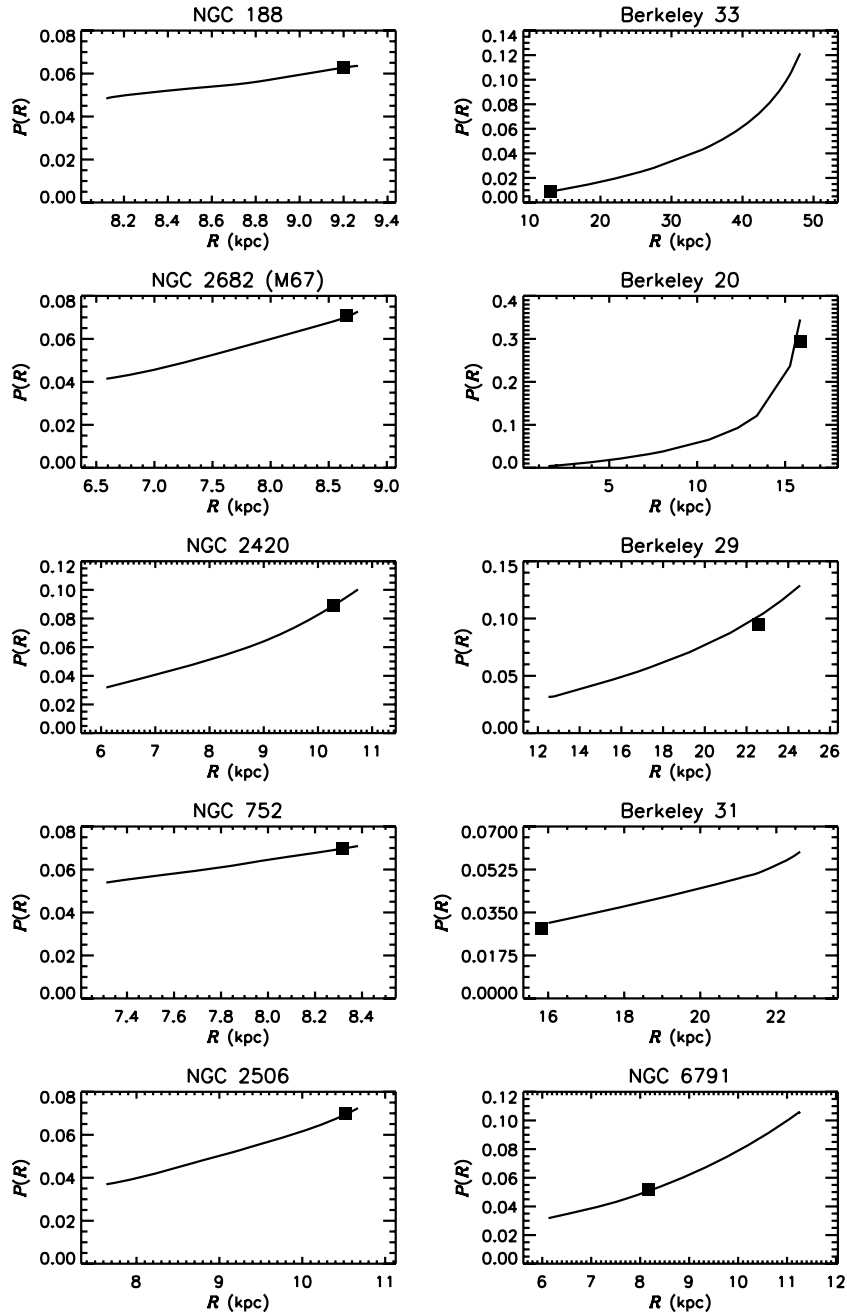 NGC 188
P(R)
0.08
0.06
0.04
0.02
0.00
8.2 8.4 8.6 8.8 9.0 9.2 9.4
R (kpc)
Berkeley 33
P(R)
0.14
0.12
0.10
0.08
0.06
0.04
0.02
0.00
10 20 30 40 50
R (kpc)
NGC 2682 (M67)
P(R)
0.08
0.06
0.04
0.02
0.00
6.5 7.0 7.5 8.0 8.5 9.0
R (kpc)
Berkeley 20
P(R)
0.4
0.3
0.2
0.1
0.0
5 10 15
R (kpc)
NGC 2420
P(R)
0.12
0.10
0.08
0.06
0.04
0.02
0.00
6 7 8 9 10 11
R (kpc)
Berkeley 29
P(R)
0.15
0.10
0.05
0.00
12 14 16 18 20 22 24 26
R (kpc)
NGC 752
P(R)
0.08
0.06
0.04
0.02
0.00
7.4 7.6 7.8 8.0 8.2 8.4
R (kpc)
Berkeley 31
P(R)
0.0700
0.0525
0.0350
0.0175
0.0000
16 18 20 22
R (kpc)
NGC 2506
P(R)
0.08
0.06
0.04
0.02
0.00
8 9 10 11
R (kpc)
NGC 6791
P(R)
0.12
0.10
0.08
0.06
0.04
0.02
0.00
6 7 8 9 10 11 12
R (kpc)